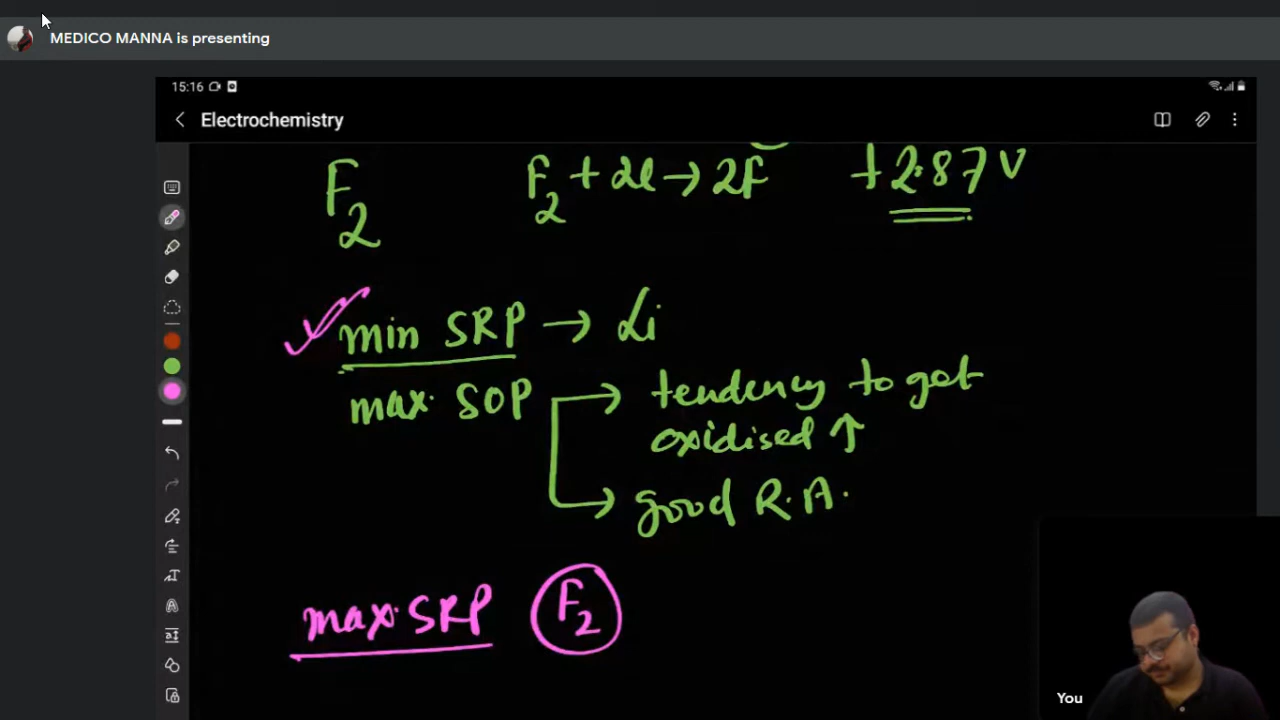 MEDICO MANNA is presenting
15:16
Electrochemistry
F2 F2 + 2e → 2F- +2.87 V
min SRP → Li
max. SOP → tendency to get
oxidised ↑
→ good R.A.
max. SRP F2
You